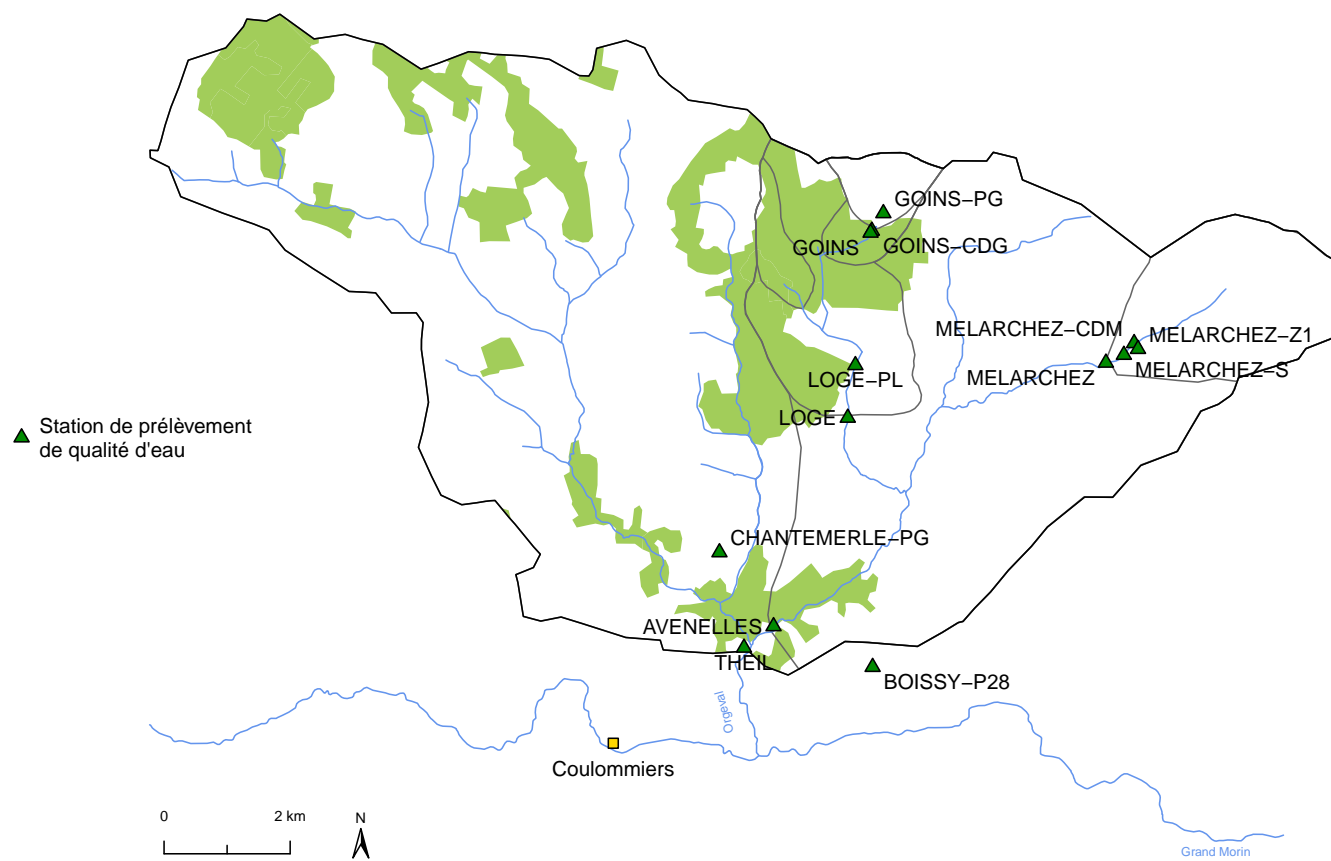 GOINS–PG
GOINS
GOINS–CDG
MELARCHEZ–CDM
MELARCHEZ–Z1
MELARCHEZ
MELARCHEZ–S
LOGE–PL
LOGE
Station de prélèvement
de qualité d'eau
CHANTEMERLE–PG
AVENELLES
THEIL
BOISSY–P28
Orgeval
Coulommiers
0
2 km
N
Grand Morin